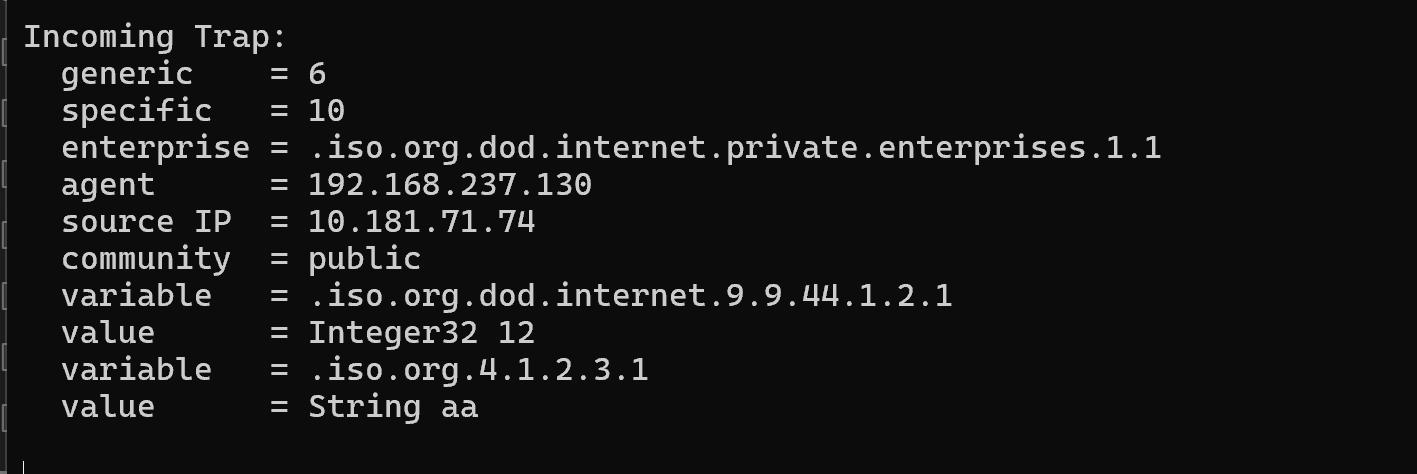 Incoming Trap:
generic = 6
specific = 10
enterprise = .iso.org.dod.internet.private.enterprises.1.1
agent = 192.168.237.130
source IP = 10.181.71.74
community = public
variable = .iso.org.dod.internet.9.9.44.1.2.1
value = Integer32 12
variable = .iso.org.4.1.2.3.1
value = String aa